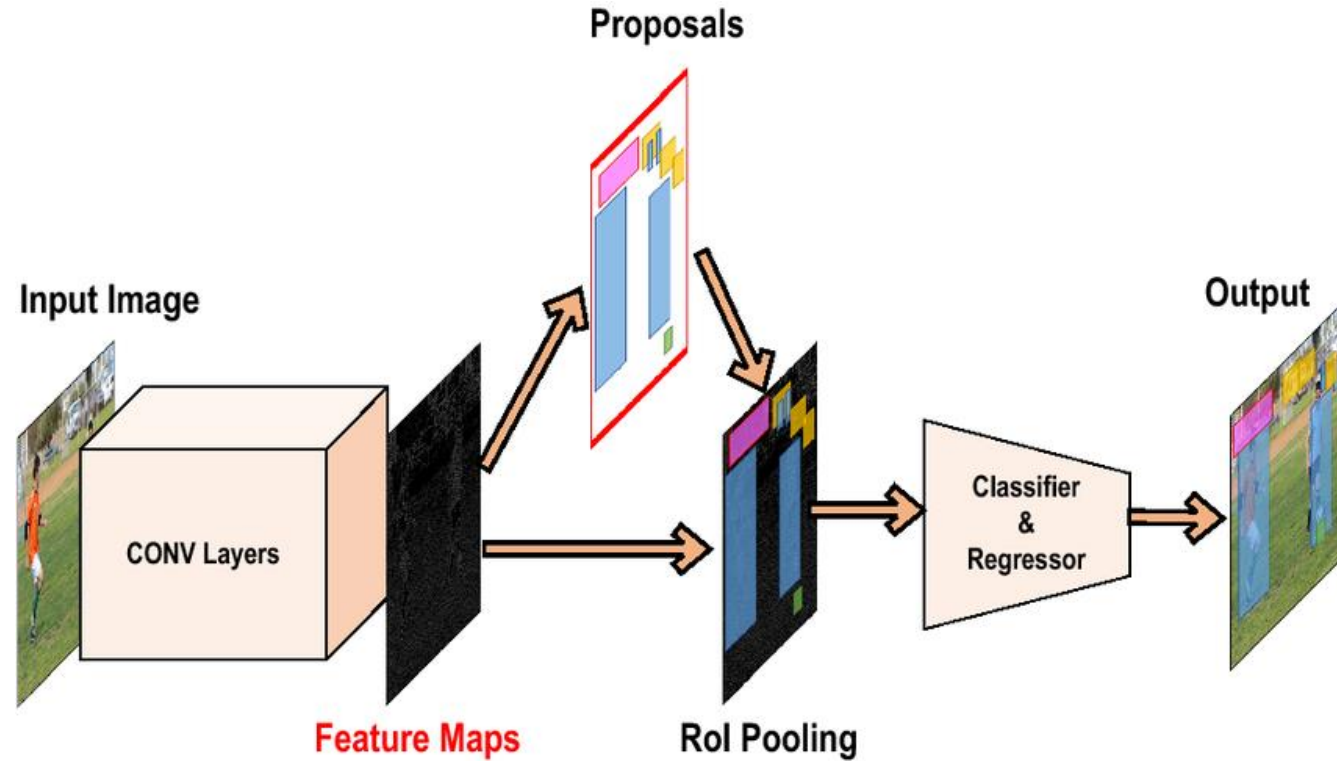 Proposals
Input Image
Output
CONV Layers
Classifier
&
Regressor
Feature Maps
RoI Pooling